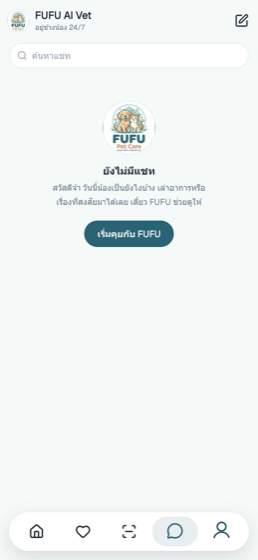 FUFU AI Vet
อยู่ข้างน้อง 24/7
ค้นหาแชท
FUFU
Pet Care
ยังไม่มีแชท
สวัสดีจ้า วันนี้น้องเป็นยังไงบ้าง เล่าอาการหรือ
เรื่องที่สงสัยมาได้เลย เดี๋ยว FUFU ช่วยดูให้
เริ่มคุยกับ FUFU